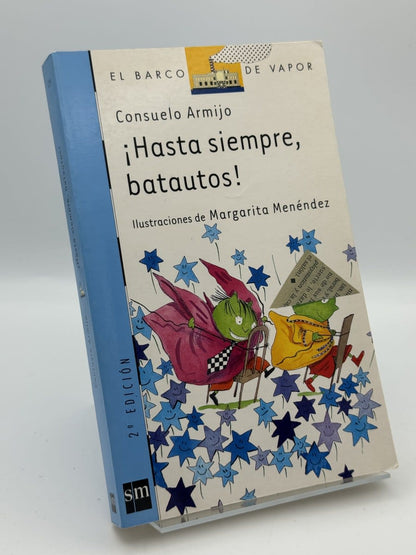 EL BARCO DE VAPOR
Consuelo Armijo
¡Hasta siempre,
batautos!
Ilustraciones de Margarita Menéndez
2ª EDICIÓN
sm